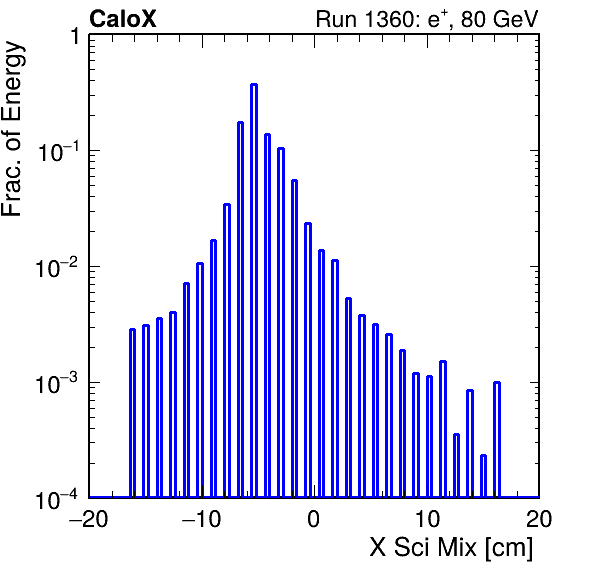 CaloX Run 1360: e⁺, 80 GeV
Frac. of Energy
1
10⁻¹
10⁻²
10⁻³
10⁻⁴
−20 −10 0 10 20
X Sci Mix [cm]